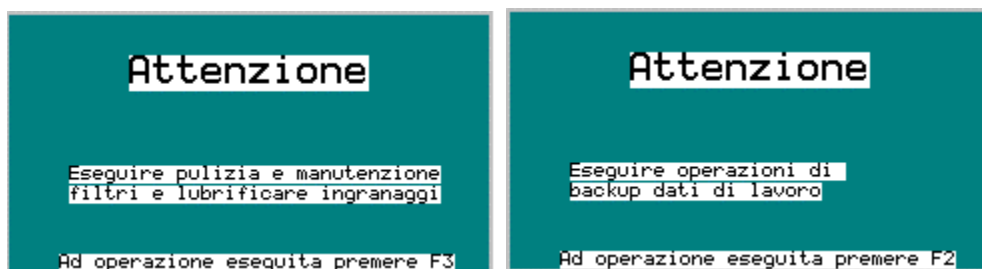 Attenzione
Eseguire pulizia e manutenzione
filtri e lubrificare ingranaggi
Ad operazione eseguita premere F3
Attenzione
Eseguire operazioni di
backup dati di lavoro
Ad operazione eseguita premere F2